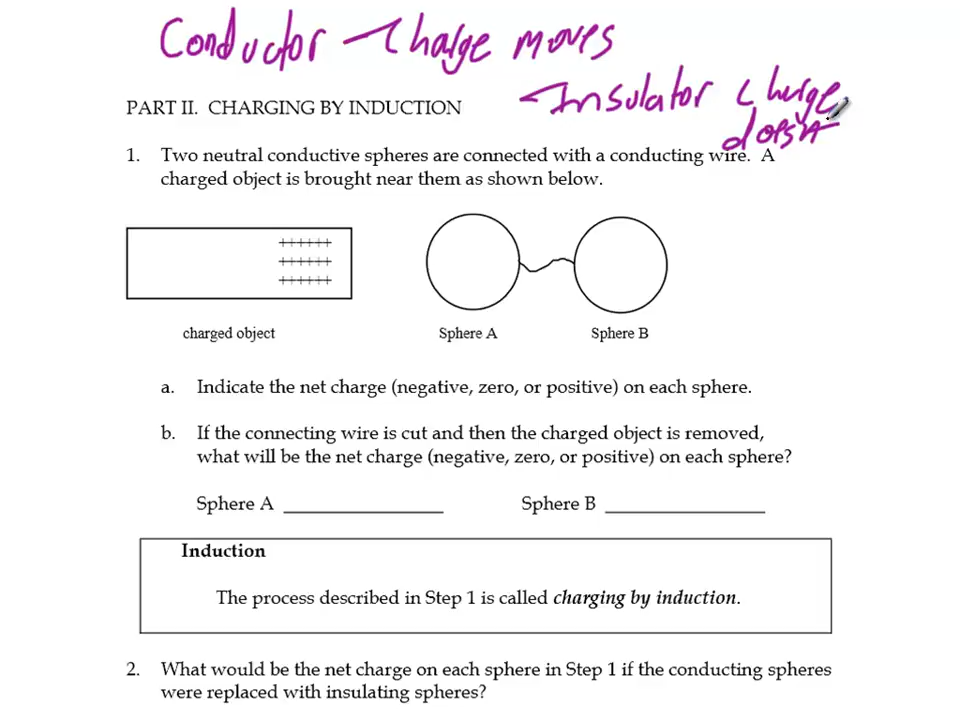 Conductor - Charge moves
- Insulator charge
doesn't
PART II. CHARGING BY INDUCTION
1. Two neutral conductive spheres are connected with a conducting wire. A
charged object is brought near them as shown below.
++++++
++++++
++++++
charged object Sphere A Sphere B
a. Indicate the net charge (negative, zero, or positive) on each sphere.
b. If the connecting wire is cut and then the charged object is removed,
what will be the net charge (negative, zero, or positive) on each sphere?
Sphere A ________________ Sphere B ________________
Induction
The process described in Step 1 is called charging by induction.
2. What would be the net charge on each sphere in Step 1 if the conducting spheres
were replaced with insulating spheres?